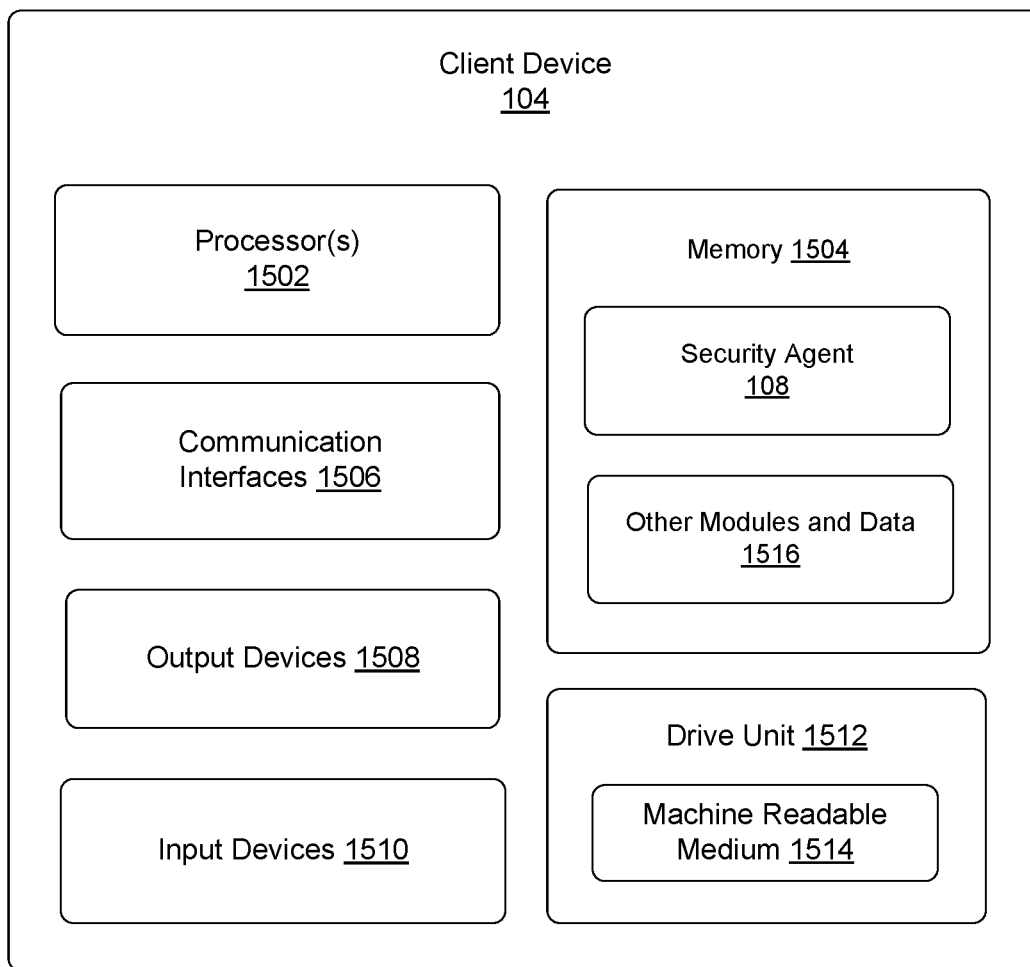 Client Device
104
Processor(s)
1502
Communication
Interfaces 1506
Output Devices 1508
Input Devices 1510
Memory 1504
Security Agent
108
Other Modules and Data
1516
Drive Unit 1512
Machine Readable
Medium 1514